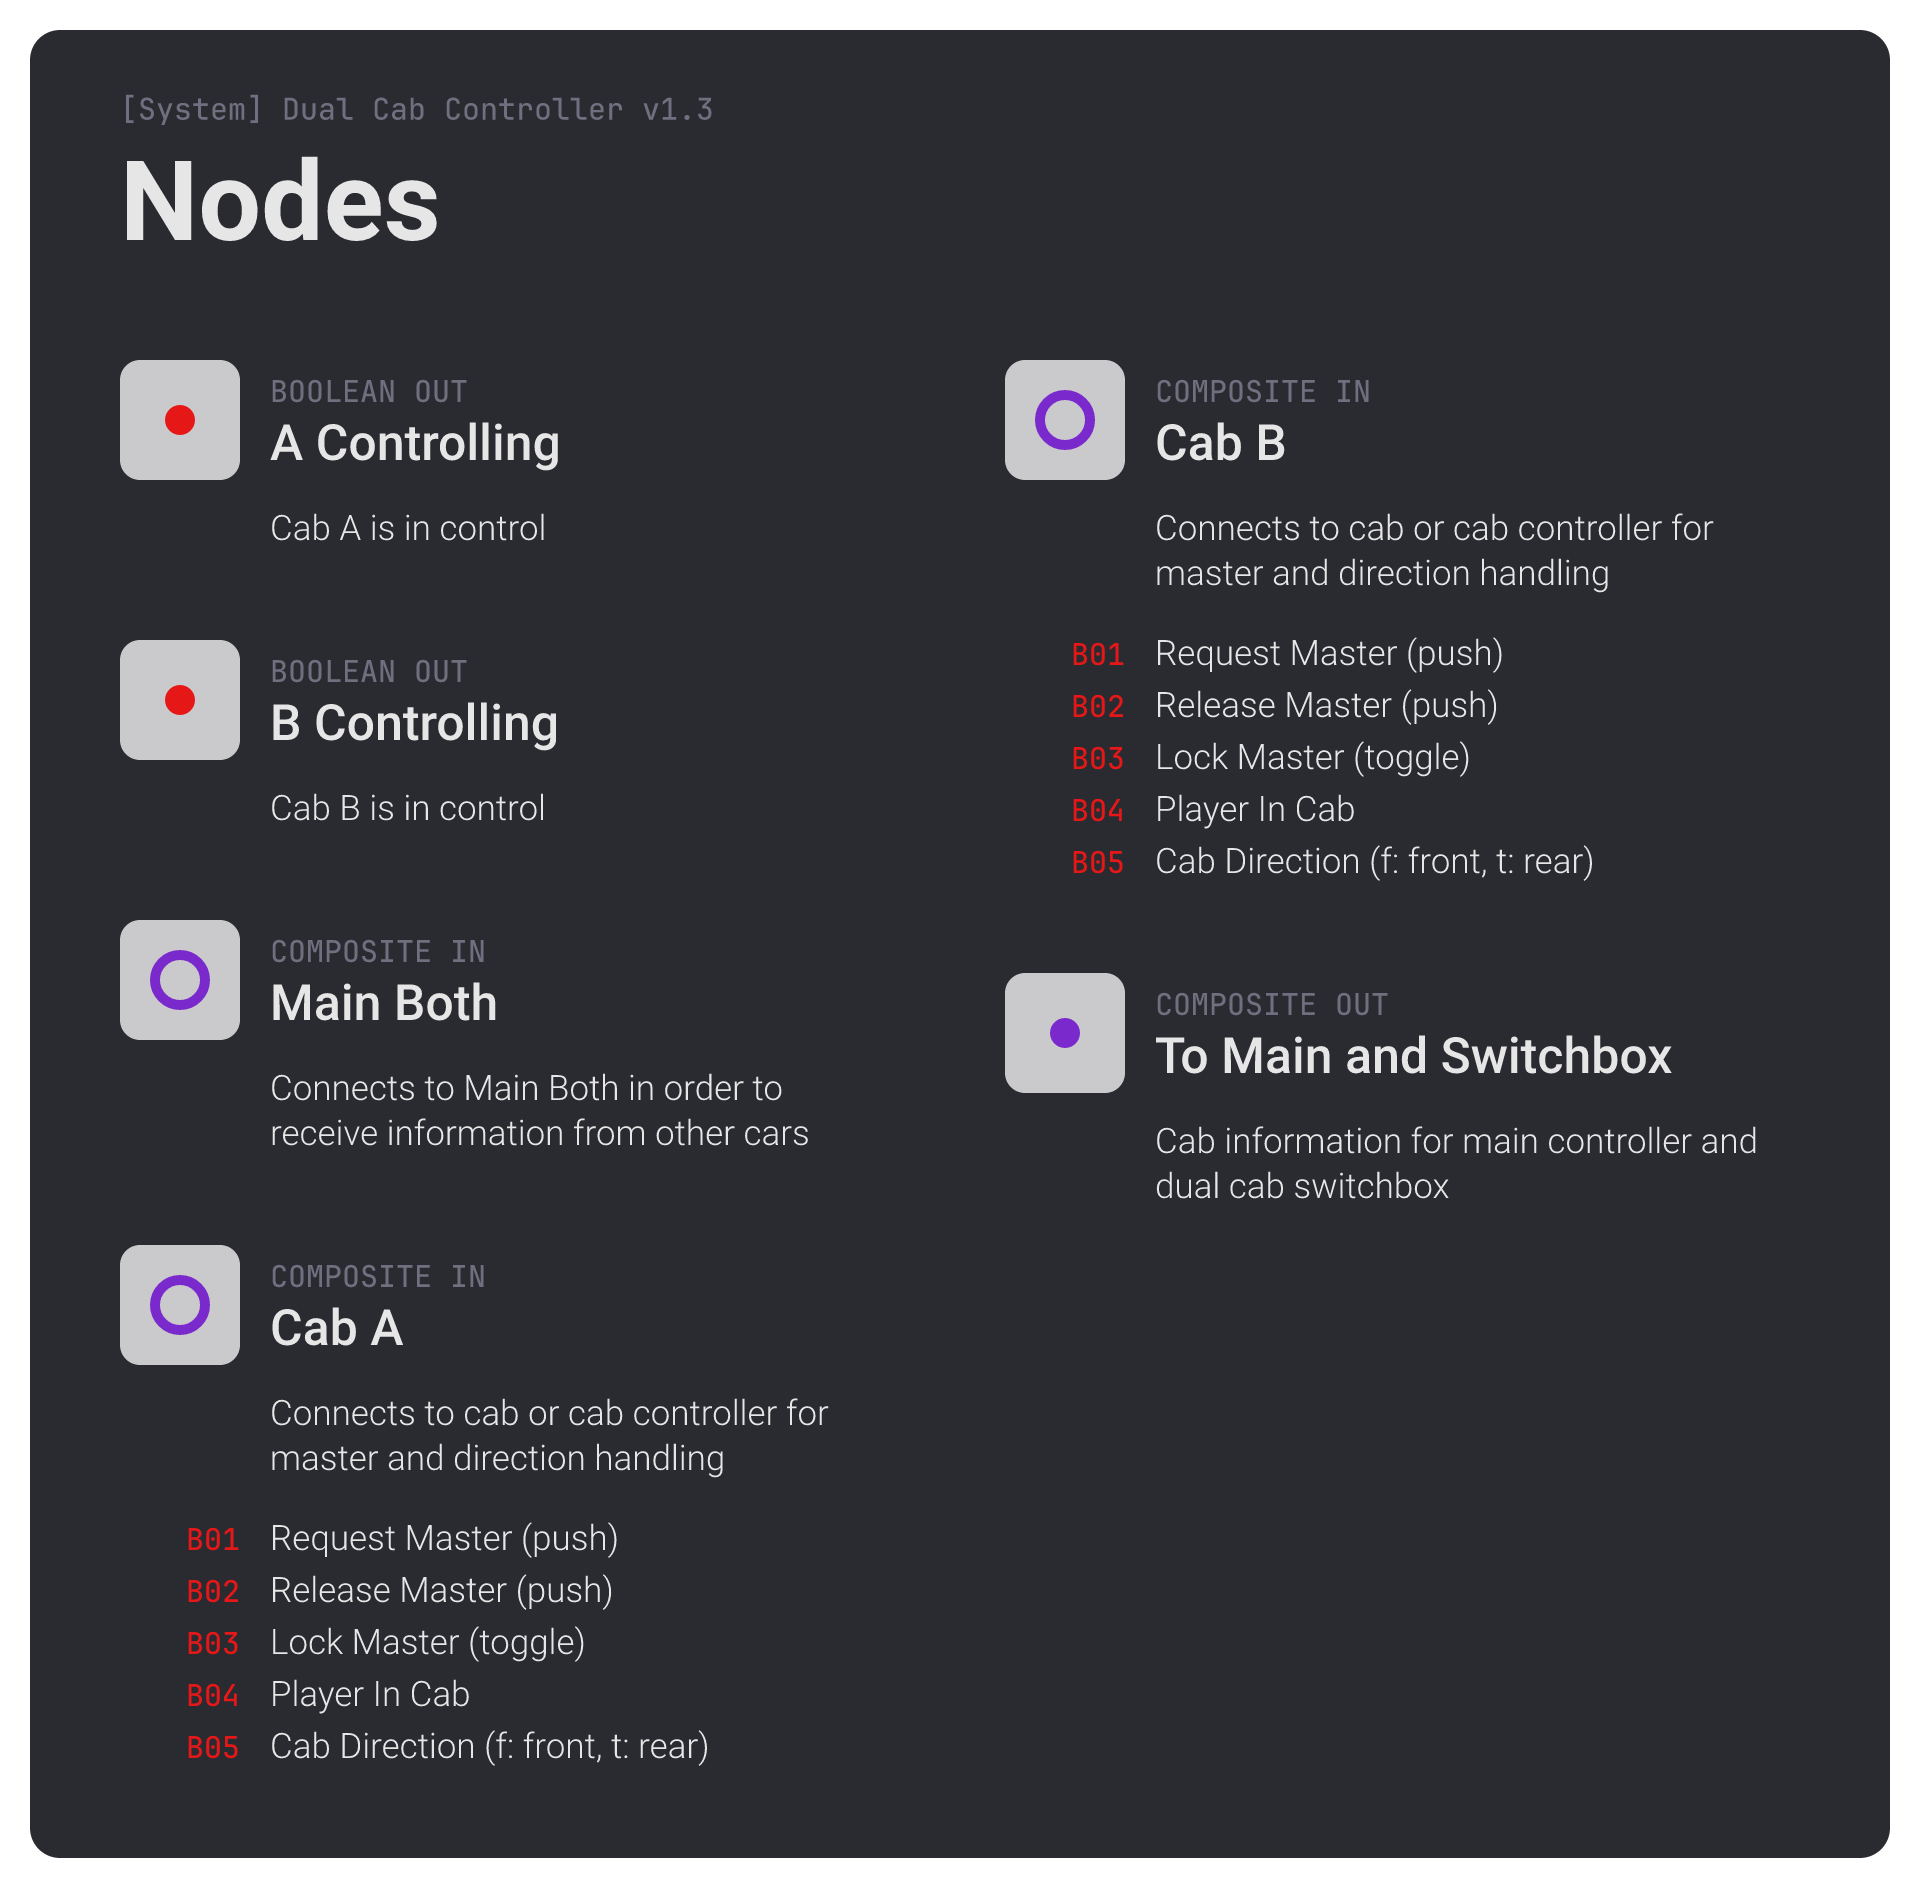 [System] Dual Cab Controller v1.3
Nodes
BOOLEAN OUT
A Controlling
Cab A is in control
BOOLEAN OUT
B Controlling
Cab B is in control
COMPOSITE IN
Main Both
Connects to Main Both in order to
receive information from other cars
COMPOSITE IN
Cab A
Connects to cab or cab controller for
master and direction handling
B01 Request Master (push)
B02 Release Master (push)
B03 Lock Master (toggle)
B04 Player In Cab
B05 Cab Direction (f: front, t: rear)
COMPOSITE IN
Cab B
Connects to cab or cab controller for
master and direction handling
B01 Request Master (push)
B02 Release Master (push)
B03 Lock Master (toggle)
B04 Player In Cab
B05 Cab Direction (f: front, t: rear)
COMPOSITE OUT
To Main and Switchbox
Cab information for main controller and
dual cab switchbox